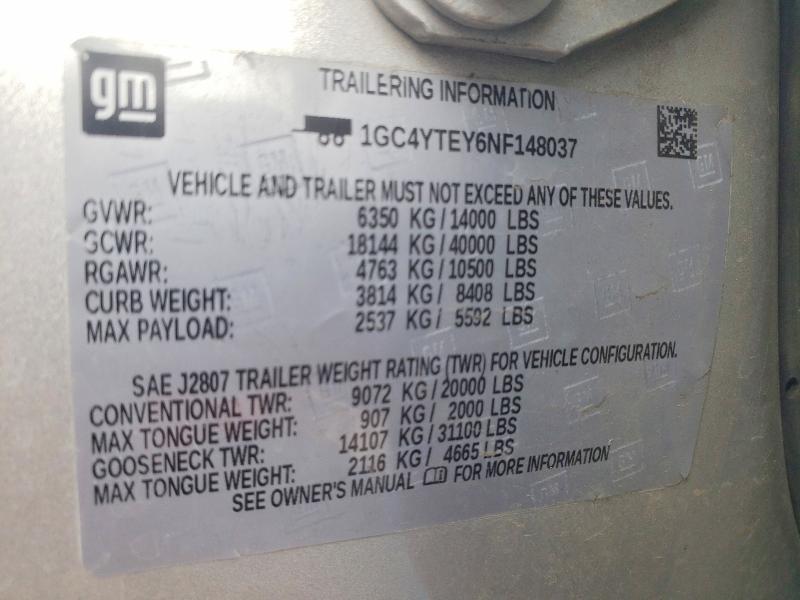 gm
TRAILERING INFORMATION
1GC4YTEY6NF148037
VEHICLE AND TRAILER MUST NOT EXCEED ANY OF THESE VALUES.
GVWR: 6350 KG / 14000 LBS
GCWR: 18144 KG / 40000 LBS
RGAWR: 4763 KG / 10500 LBS
CURB WEIGHT: 3814 KG / 8408 LBS
MAX PAYLOAD: 2537 KG / 5592 LBS
SAE J2807 TRAILER WEIGHT RATING (TWR) FOR VEHICLE CONFIGURATION.
CONVENTIONAL TWR: 9072 KG / 20000 LBS
MAX TONGUE WEIGHT: 907 KG / 2000 LBS
GOOSENECK TWR: 14107 KG / 31100 LBS
MAX TONGUE WEIGHT: 2116 KG / 4665 LBS
SEE OWNER'S MANUAL FOR MORE INFORMATION